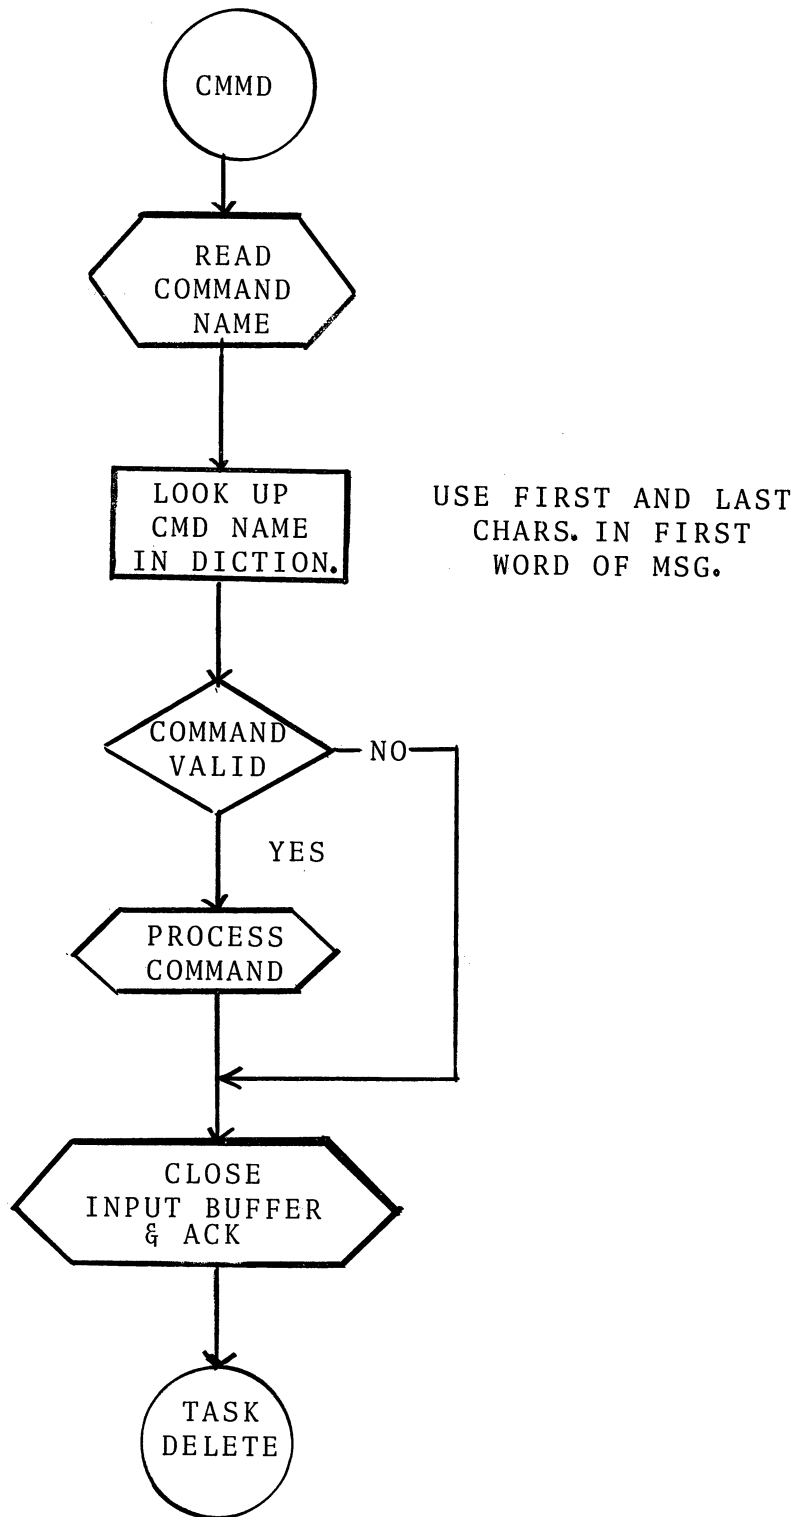 CMMD
READ
COMMAND
NAME
LOOK UP
CMD NAME
IN DICTION.
USE FIRST AND LAST
CHARS. IN FIRST
WORD OF MSG.
COMMAND
VALID
NO
YES
PROCESS
COMMAND
CLOSE
INPUT BUFFER
& ACK
TASK
DELETE